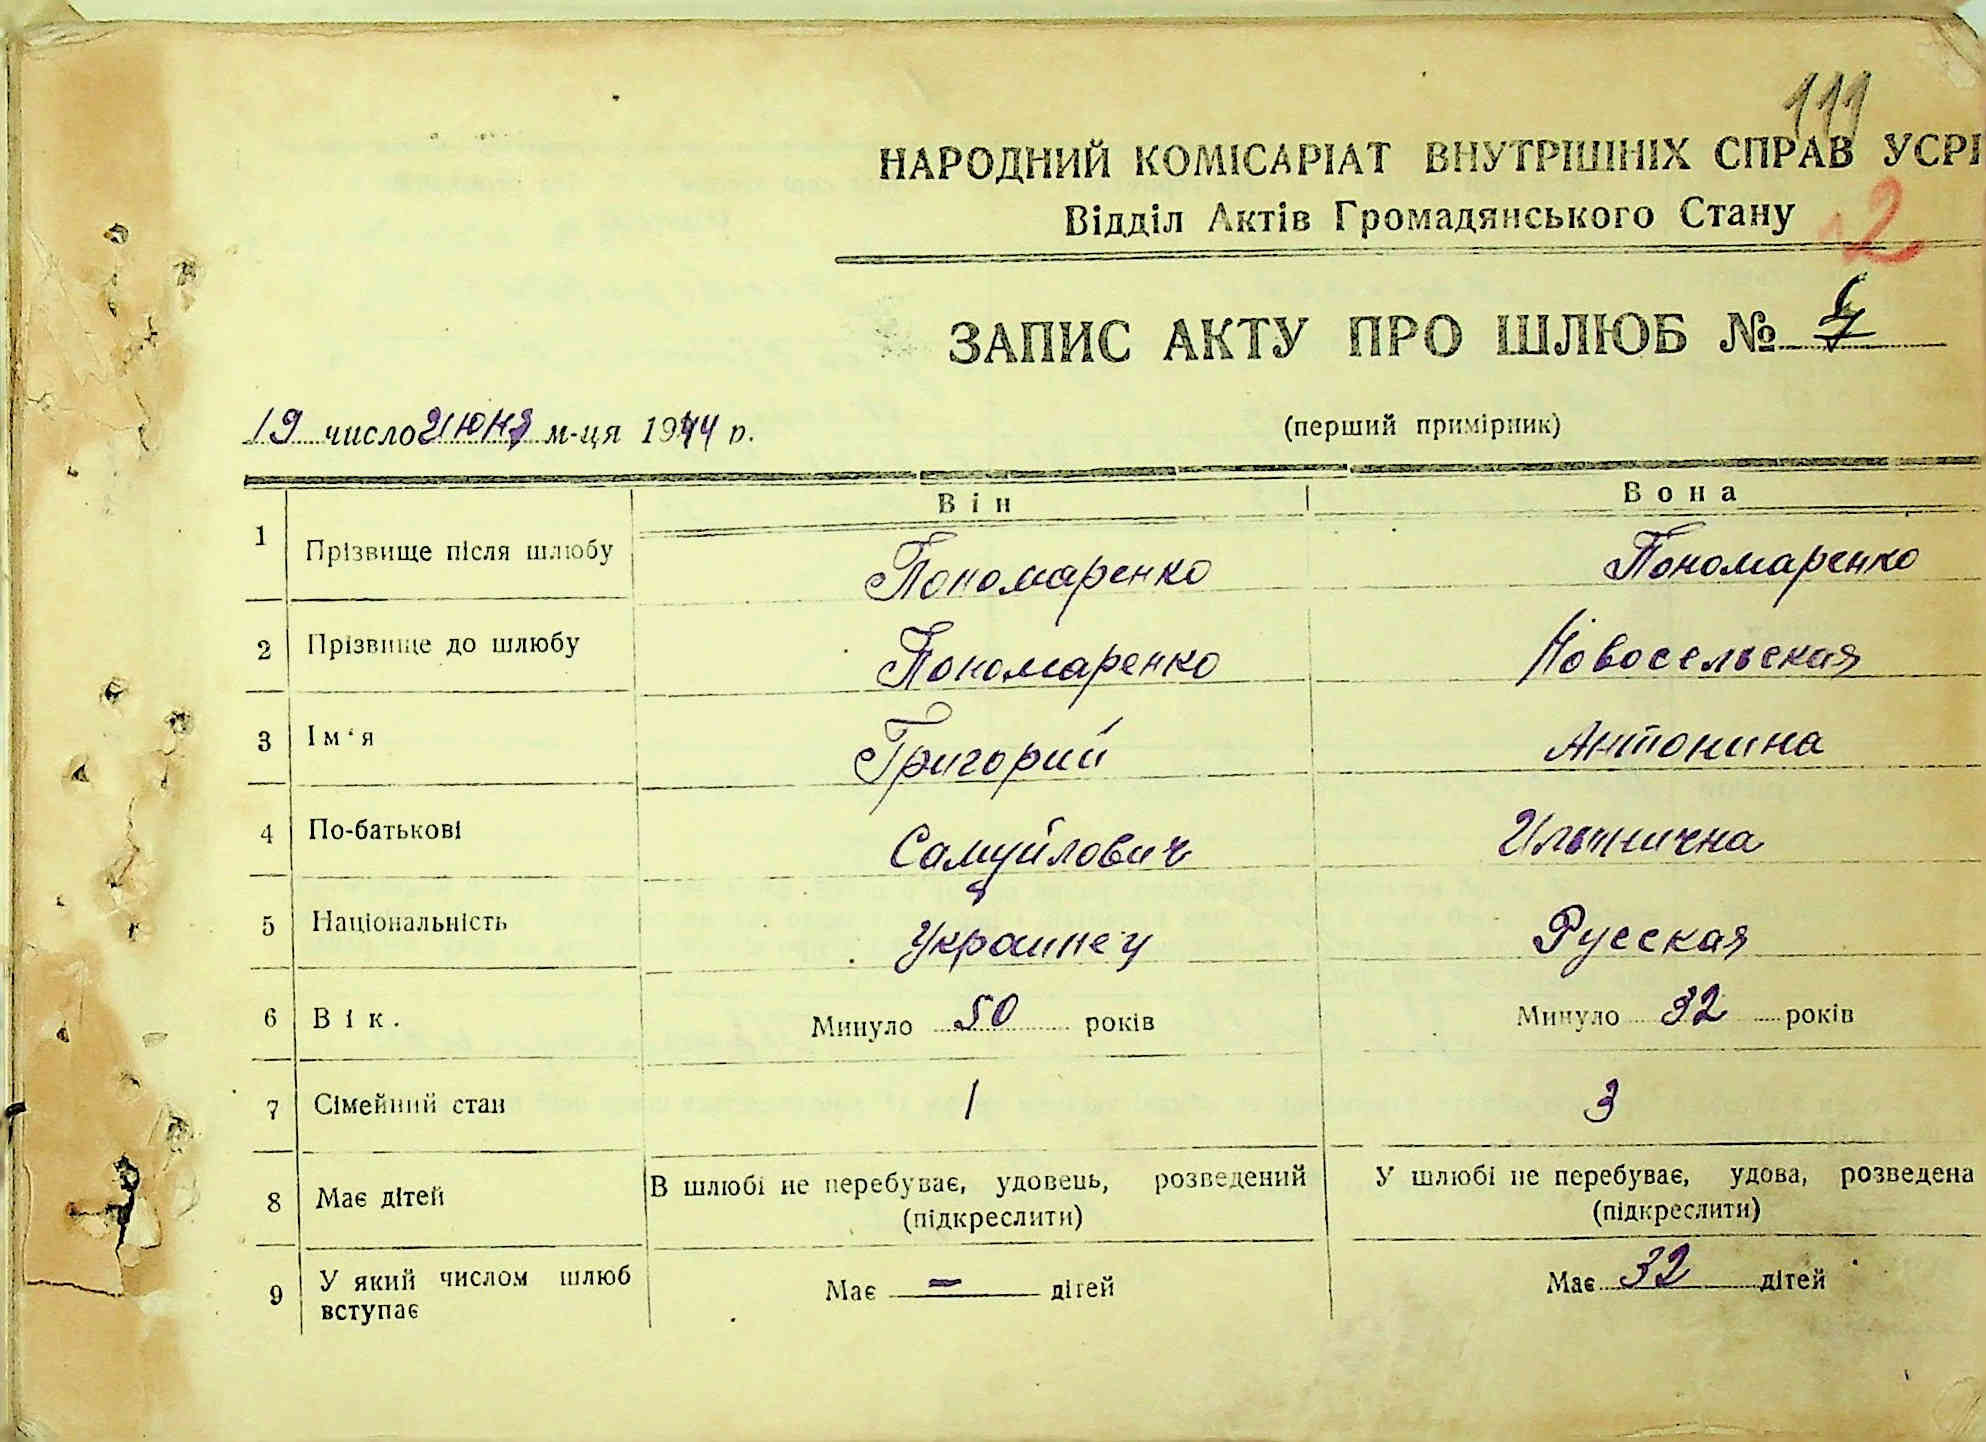 111
НАРОДНИЙ КОМІСАРІАТ ВНУТРІШНІХ СПРАВ УСРІ
Відділ Актів Громадянського Стану
2
ЗАПИС АКТУ ПРО ШЛЮБ №
19 число июня м-ця 1944 р.
(перший примірник)
Він Вона
1 Прізвище після шлюбу Пономаренко Пономаренко
2 Прізвище до шлюбу Пономаренко Новосельская
3 Ім'я Григорий Антонина
4 По-батькові Самуйлович Ильинична
5 Національність Украинец Русская
6 Вік. Минуло 50 років Минуло 32 років
7 Сімейний стан 1 3
8 Має дітей В шлюбі не перебуває, удовець, розведений У шлюбі не перебуває, удова, розведена
(підкреслити) (підкреслити)
9 У який числом шлюб вступає Має – дітей Має 32 дітей